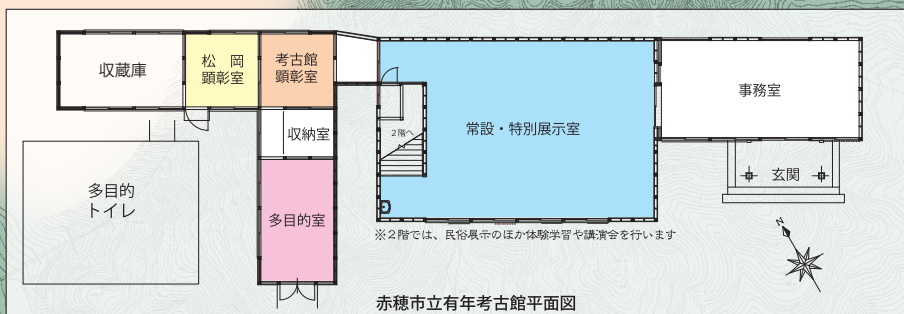 収蔵庫
松　岡
顕彰室
考古館
顕彰室
収納室
多目的室
多目的
トイレ
2階へ
常設・特別展示室
事務室
玄関
N
※2階では、民俗展示のほか体験学習や講演会を行います
赤穂市立有年考古館平面図